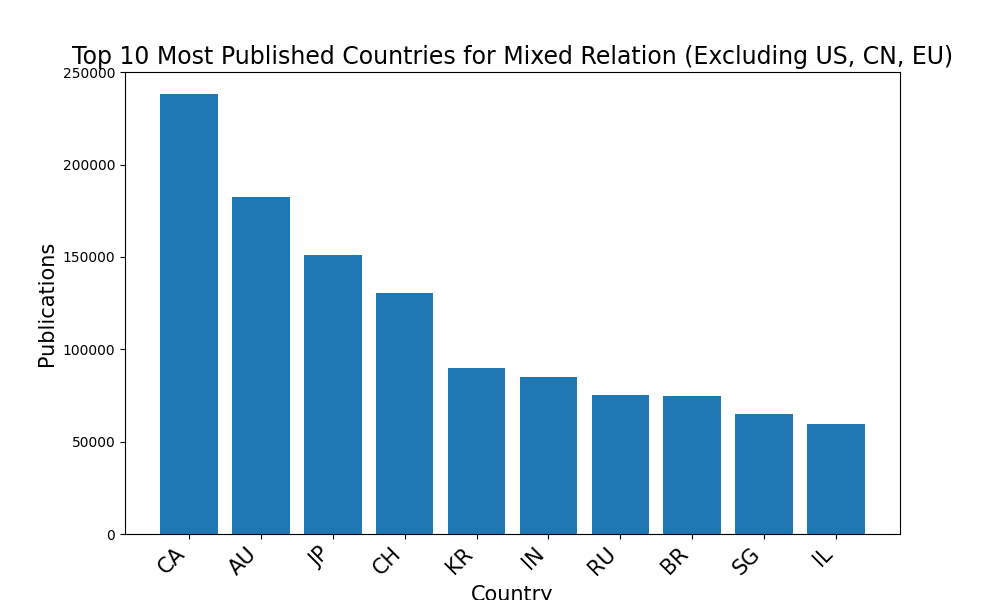 Top 10 Most Published Countries for Mixed Relation (Excluding US, CN, EU)
250000
200000
150000
100000
50000
0
Publications
CA AU JP CH KR IN RU BR SG IL
Country